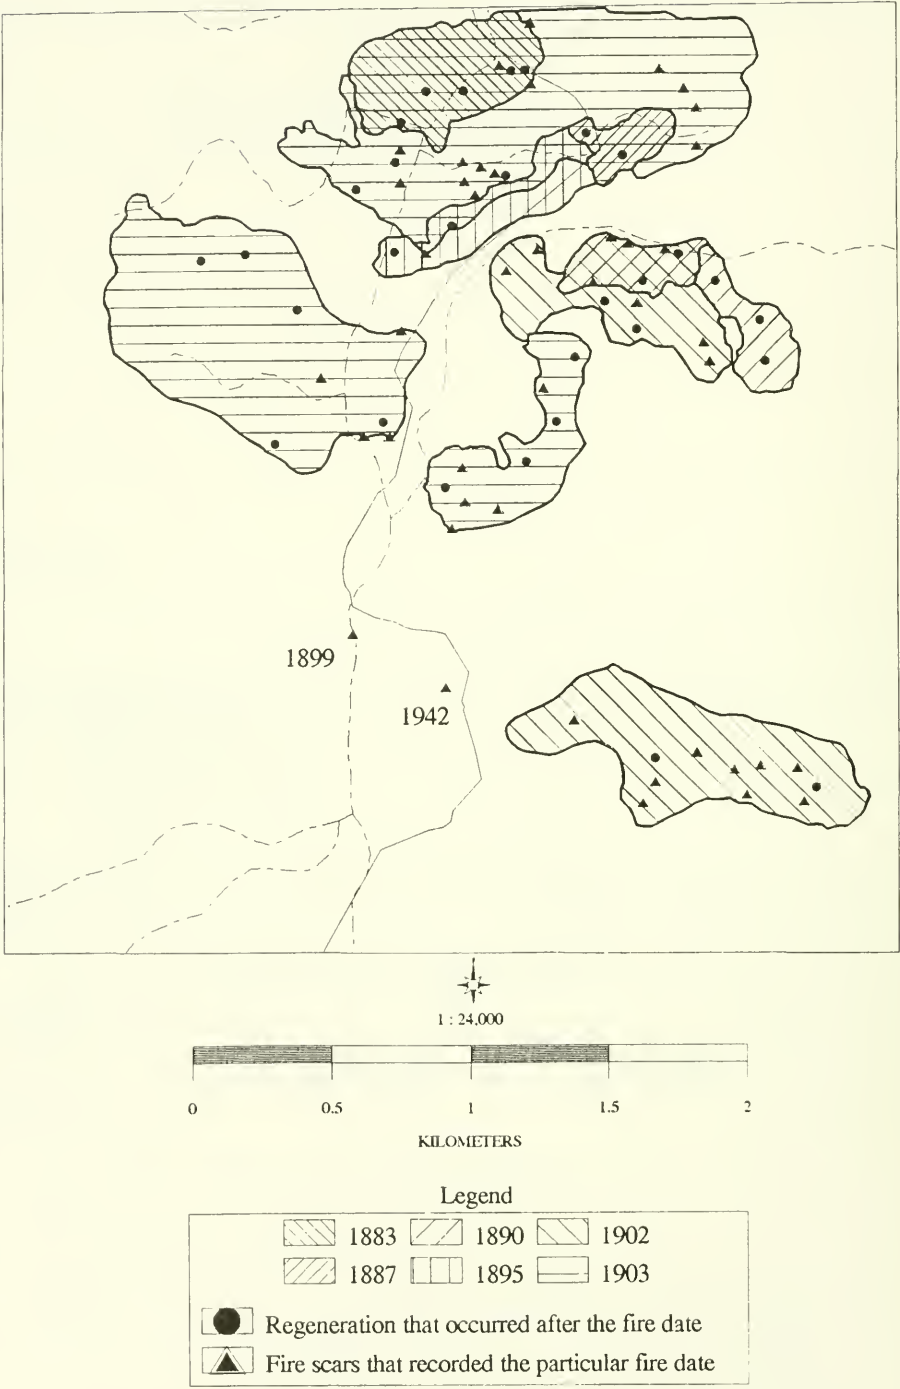 1899
1942
1 : 24,000
0 0.5 1 1.5 2
KILOMETERS
Legend
1883 1890 1902
1887 1895 1903
Regeneration that occurred after the fire date
Fire scars that recorded the particular fire date